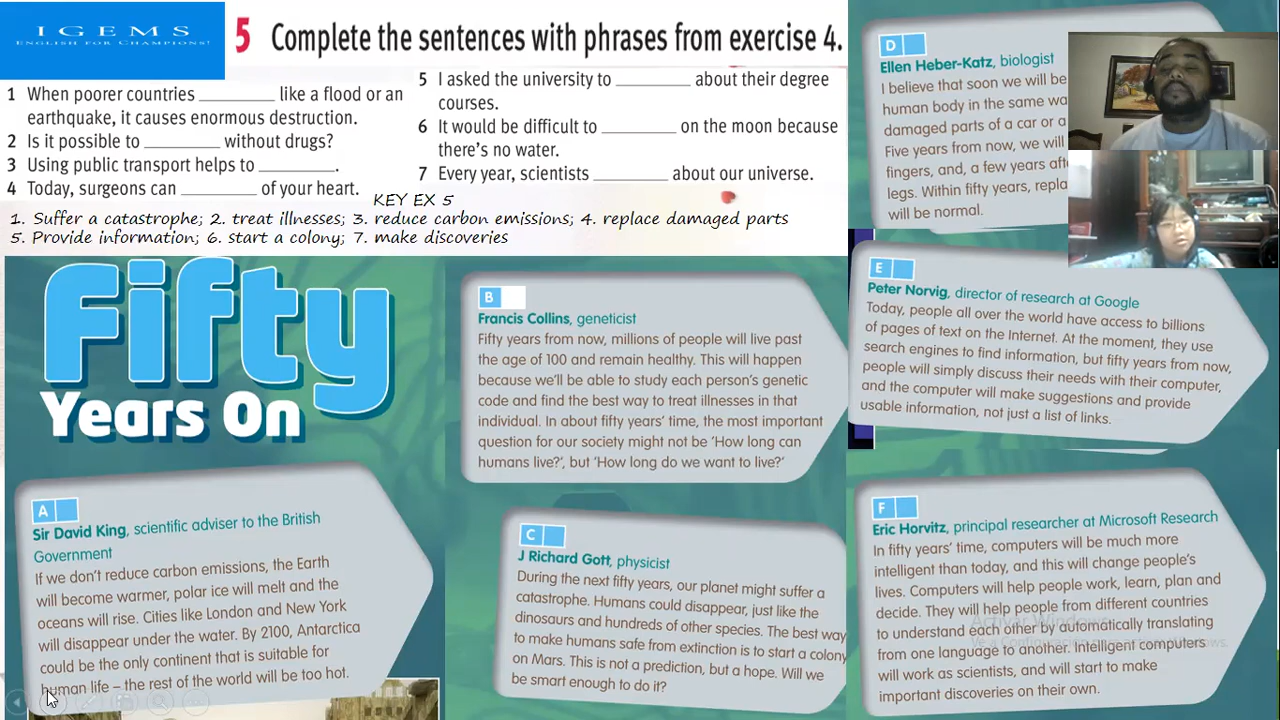 I G E M S
ENGLISH FOR CHAMPIONS!
5 Complete the sentences with phrases from exercise 4.
1 When poorer countries ________ like a flood or an
earthquake, it causes enormous destruction.
2 Is it possible to ________ without drugs?
3 Using public transport helps to ________.
4 Today, surgeons can ________ of your heart.
5 I asked the university to ________ about their degree
courses.
6 It would be difficult to ________ on the moon because
there's no water.
7 Every year, scientists ________ about our universe.
KEY EX 5
1. Suffer a catastrophe; 2. treat illnesses; 3. reduce carbon emissions; 4. replace damaged parts
5. Provide information; 6. start a colony; 7. make discoveries
Fifty
Years On
A
Sir David King, scientific adviser to the British
Government
If we don't reduce carbon emissions, the Earth
will become warmer, polar ice will melt and the
oceans will rise. Cities like London and New York
will disappear under the water. By 2100, Antarctica
could be the only continent that is suitable for
human life – the rest of the world will be too hot.
B
Francis Collins, geneticist
Fifty years from now, millions of people will live past
the age of 100 and remain healthy. This will happen
because we'll be able to study each person's genetic
code and find the best way to treat illnesses in that
individual. In about fifty years' time, the most important
question for our society might not be 'How long can
humans live?', but 'How long do we want to live?'
C
J Richard Gott, physicist
During the next fifty years, our planet might suffer a
catastrophe. Humans could disappear, just like the
dinosaurs and hundreds of other species. The best way
to make humans safe from extinction is to start a colony
on Mars. This is not a prediction, but a hope. Will we
be smart enough to do it?
D
Ellen Heber-Katz, biologist
I believe that soon we will be
human body in the same wa
damaged parts of a car or a
Five years from now, we will
fingers, and, a few years aft
legs. Within fifty years, repla
will be normal.
E
Peter Norvig, director of research at Google
Today, people all over the world have access to billions
of pages of text on the Internet. At the moment, they use
search engines to find information, but fifty years from now,
people will simply discuss their needs with their computer,
and the computer will make suggestions and provide
usable information, not just a list of links.
F
Eric Horvitz, principal researcher at Microsoft Research
In fifty years' time, computers will be much more
intelligent than today, and this will change people's
lives. Computers will help people work, learn, plan and
decide. They will help people from different countries
to understand each other by automatically translating
from one language to another. Intelligent computers
will work as scientists, and will start to make
important discoveries on their own.
Activar Windows